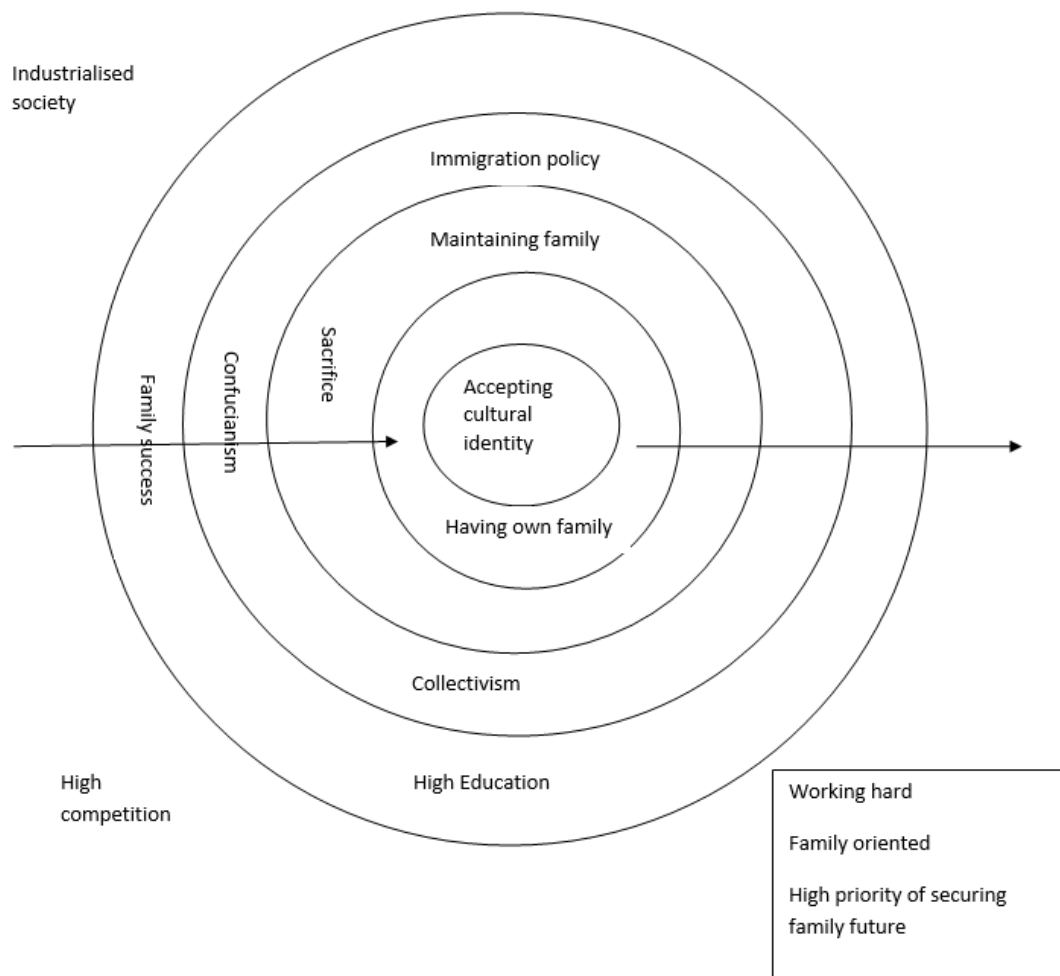 Industrialised
society
Immigration policy
Maintaining family
Sacrifice
Confucianism
Family success
Accepting
cultural
identity
Having own family
Collectivism
High
competition
High Education
Working hard
Family oriented
High priority of securing
family future